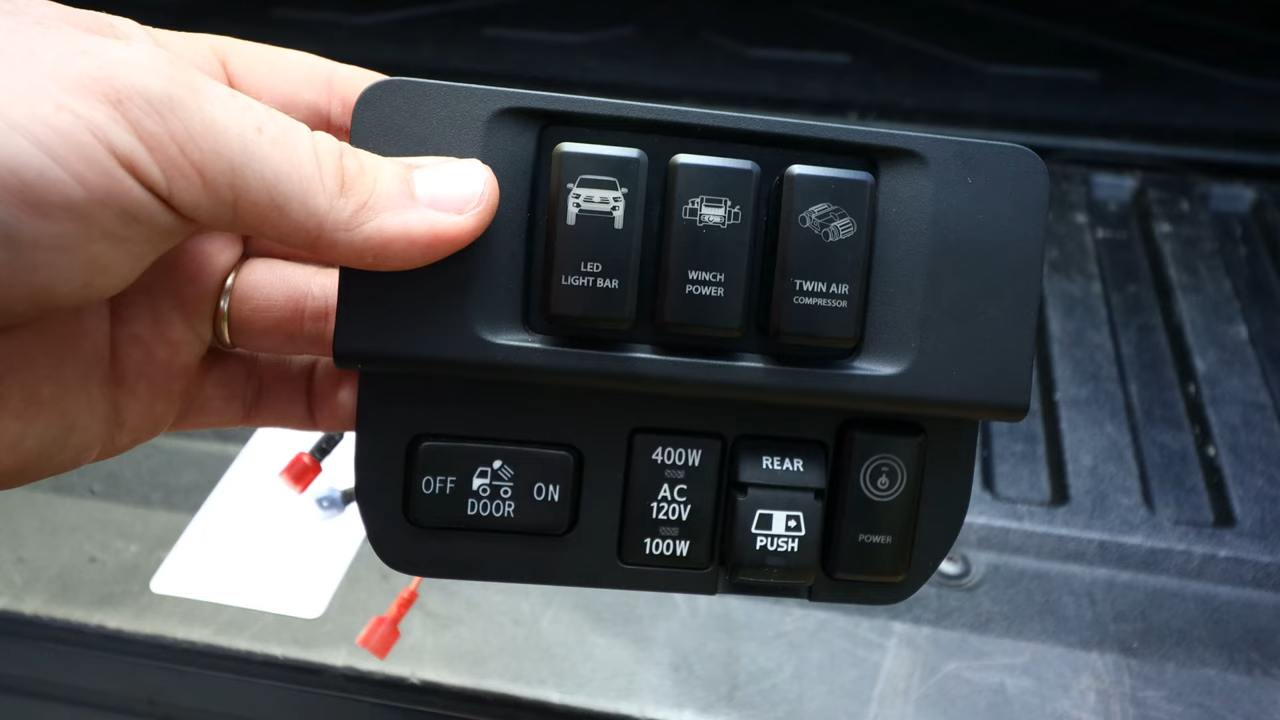 LED
LIGHT BAR
WINCH
POWER
TWIN AIR
COMPRESSOR
OFF
DOOR
ON
400W
AC
120V
100W
REAR
PUSH
POWER